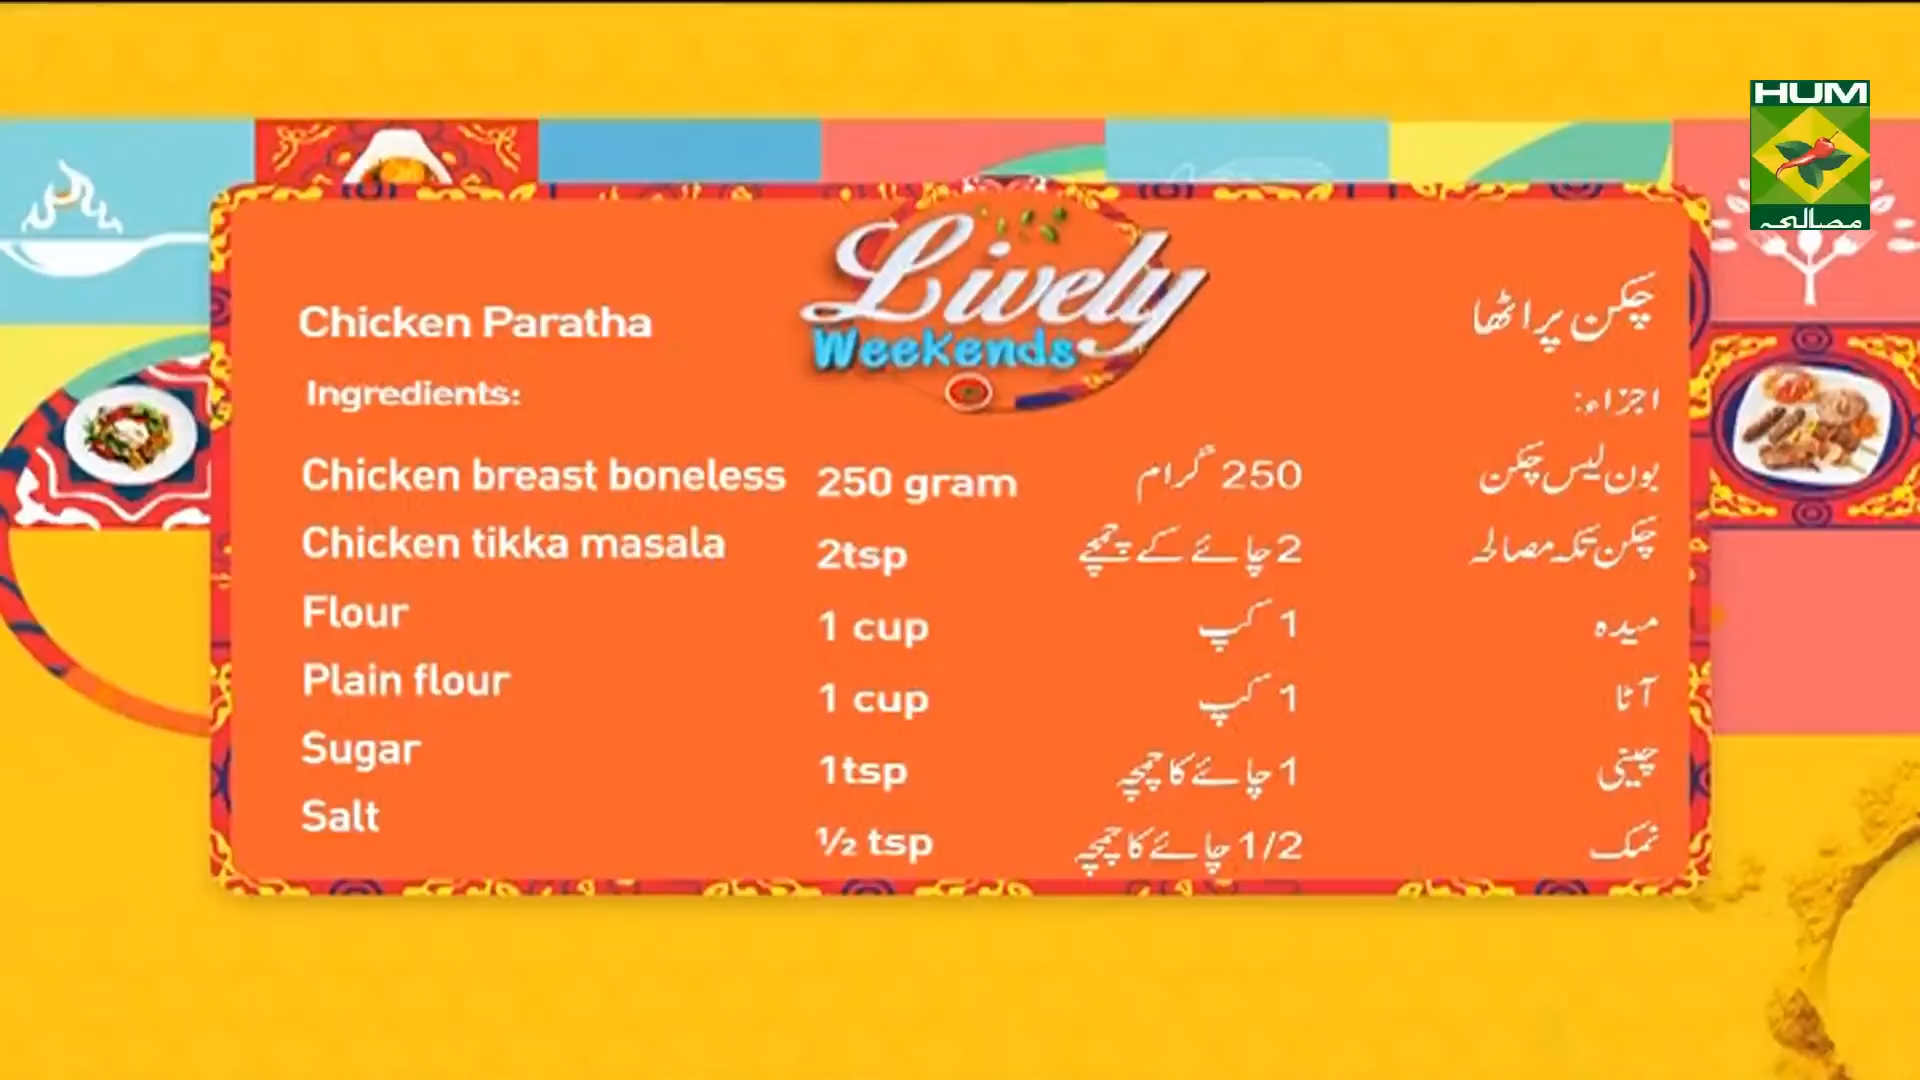 HUM
مصالحہ
Lively
Weekends
Chicken Paratha چکن پراٹھا
Ingredients: اجزاء:
Chicken breast boneless 250 gram 250 گرام بون لیس چکن
Chicken tikka masala 2tsp 2 چائے کے چمچے چکن تکہ مصالحہ
Flour 1 cup 1 کپ میدہ
Plain flour 1 cup 1 کپ آٹا
Sugar 1tsp 1 چائے کا چمچہ چینی
Salt ½ tsp 1/2 چائے کا چمچہ نمک